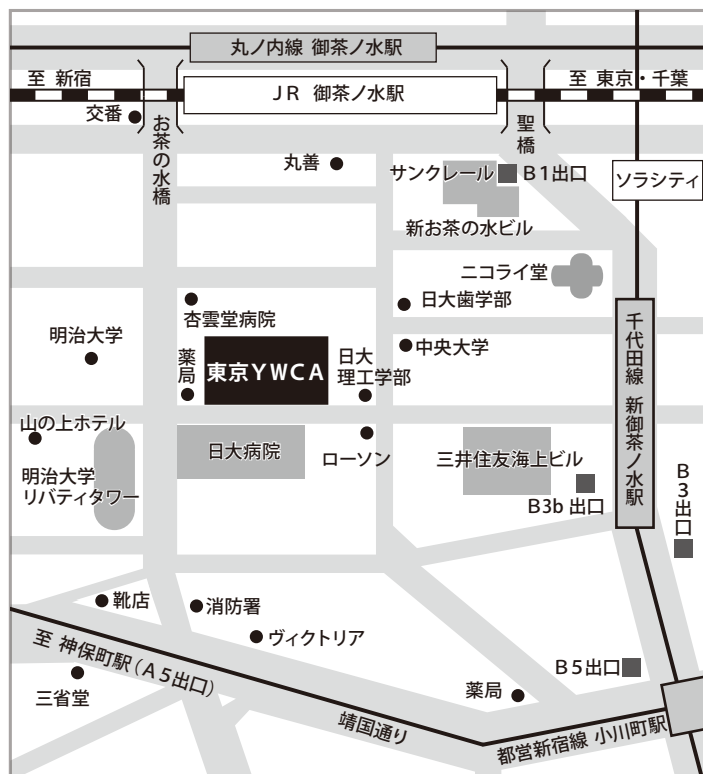 丸ノ内線 御茶ノ水駅
至 新宿
JR 御茶ノ水駅
至 東京・千葉
交番
お茶の水橋
聖橋
丸善
サンクレール
B1出口
ソラシティ
新お茶の水ビル
ニコライ堂
日大歯学部
杏雲堂病院
明治大学
薬局
東京YWCA
日大
理工学部
中央大学
千代田線 新御茶ノ水駅
山の上ホテル
日大病院
ローソン
三井住友海上ビル
明治大学
リバティタワー
B3b 出口
B3出口
靴店
消防署
ヴィクトリア
至 神保町駅(A5出口)
三省堂
B5出口
薬局
靖国通り
都営新宿線 小川町駅